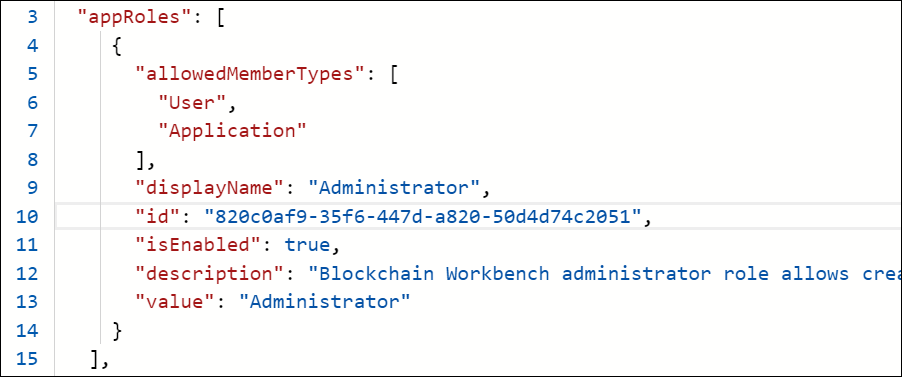 3 "appRoles": [
4 {
5 "allowedMemberTypes": [
6 "User",
7 "Application"
8 ],
9 "displayName": "Administrator",
10 "id": "820c0af9-35f6-447d-a820-50d4d74c2051",
11 "isEnabled": true,
12 "description": "Blockchain Workbench administrator role allows crea
13 "value": "Administrator"
14 }
15 ],